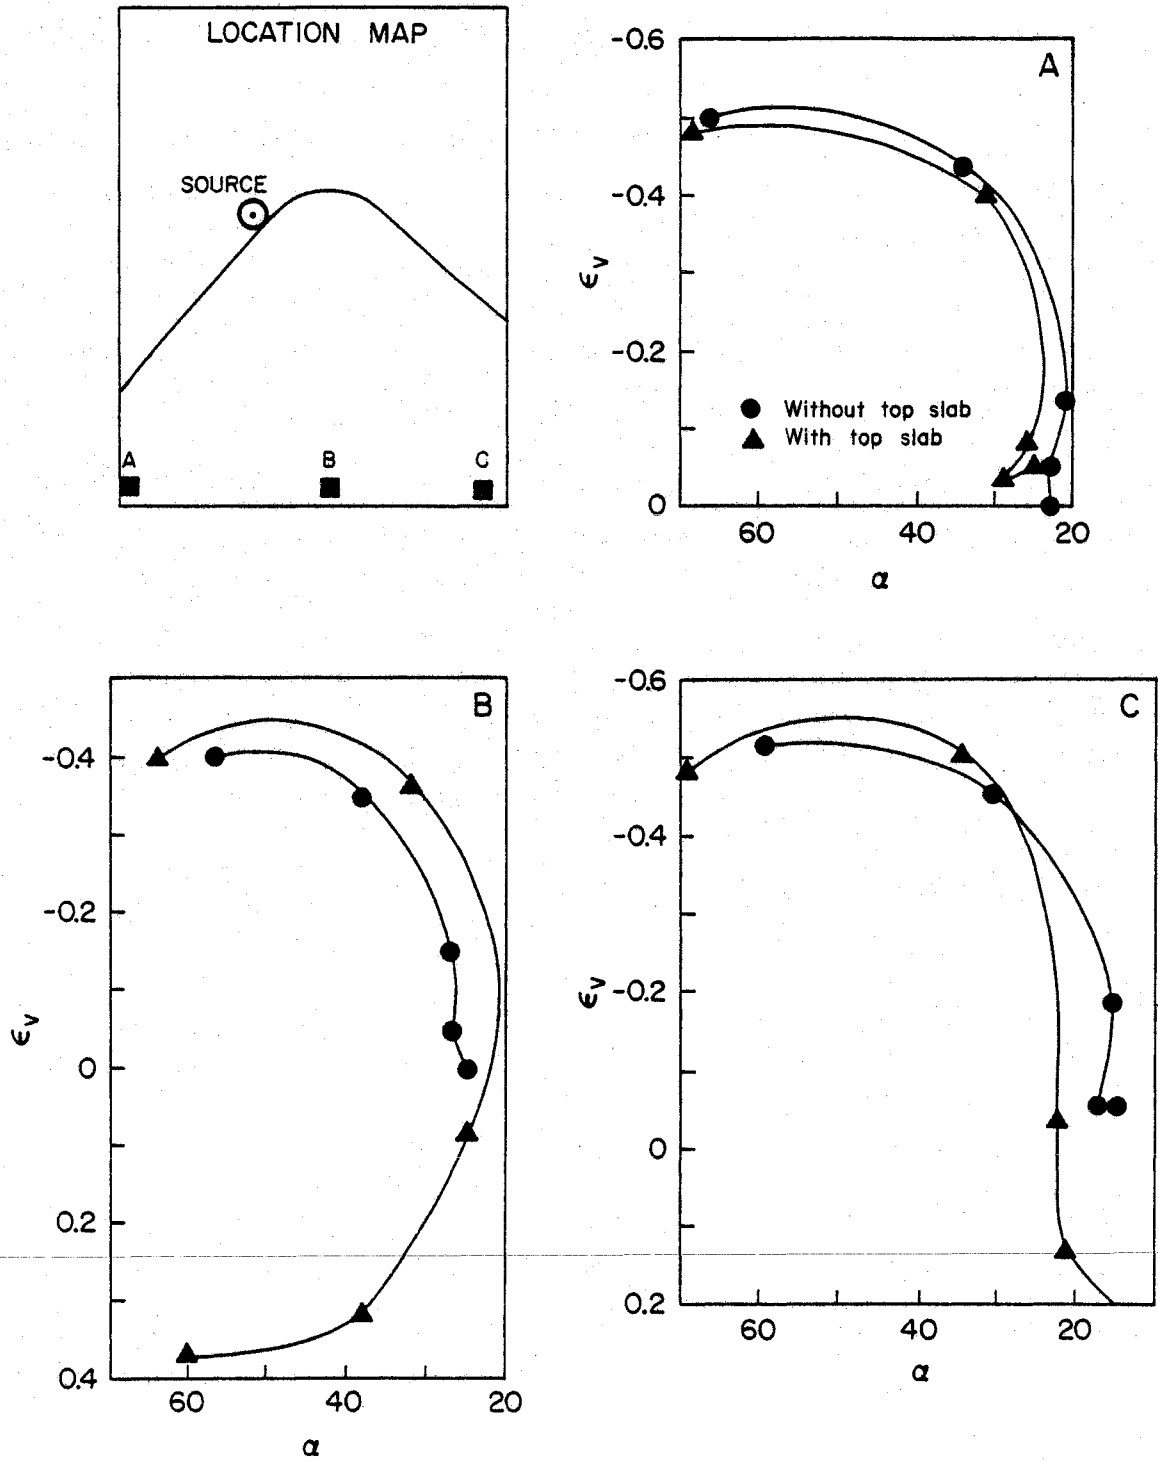 LOCATION MAP
SOURCE
A
B
C
-0.6
-0.4
-0.2
0
ϵv
A
● Without top slab
▲ With top slab
60 40 20
α
B
-0.4
-0.2
0
0.2
0.4
ϵv
60 40 20
α
C
-0.6
-0.4
-0.2
0
0.2
ϵv
60 40 20
α